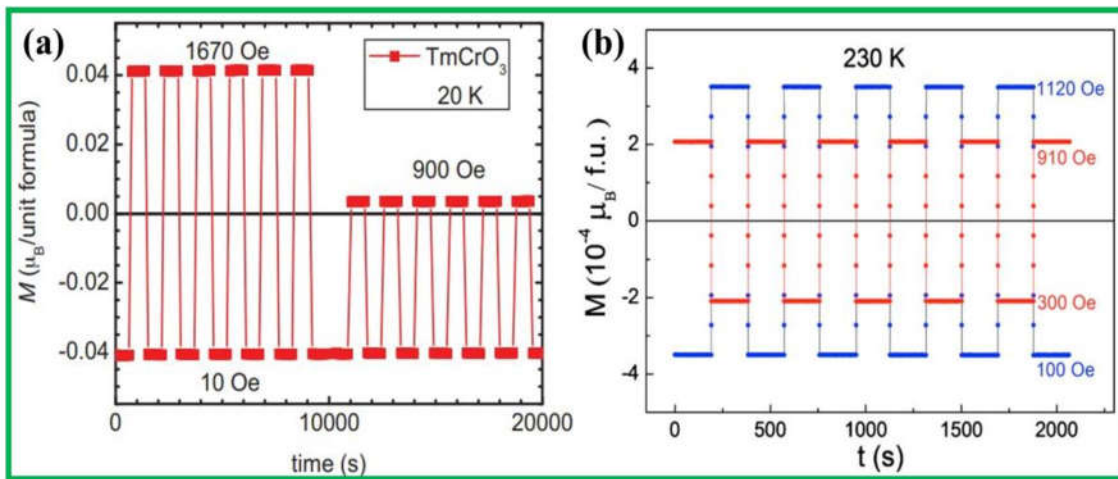 (a)
1670 Oe
TmCrO₃
20 K
900 Oe
10 Oe
M (μB/unit formula)
0.04
0.02
0.00
-0.02
-0.04
0
10000
20000
time (s)
(b)
230 K
1120 Oe
910 Oe
300 Oe
100 Oe
M (10⁻⁴ μB/ f.u.)
4
2
0
-2
-4
0
500
1000
1500
2000
t (s)